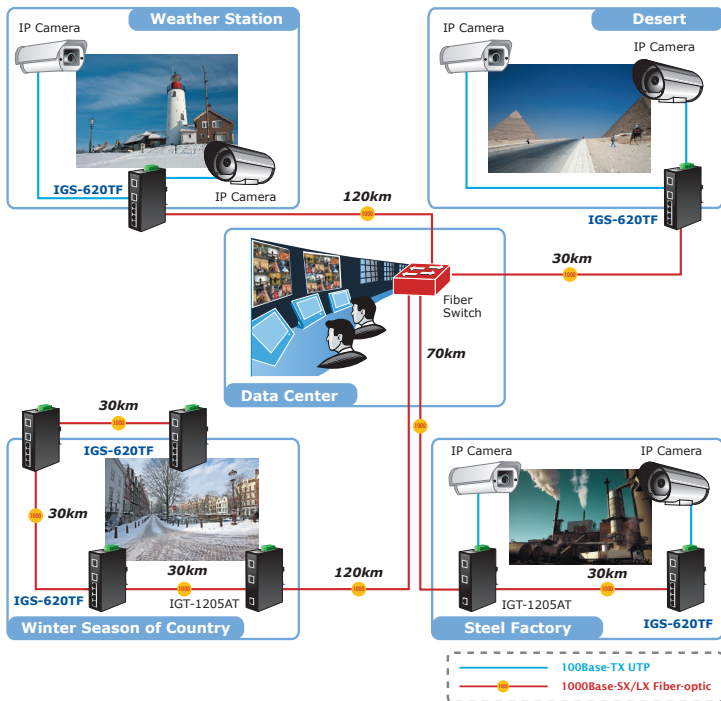 Weather Station
IP Camera
IGS-620TF
IP Camera
120km
1000
Desert
IP Camera
IP Camera
IGS-620TF
30km
1000
Fiber
Switch
70km
1000
Data Center
30km
1000
IGS-620TF
30km
1000
IGS-620TF
30km
1000
IGT-1205AT
120km
1000
Winter Season of Country
IP Camera
IP Camera
IGT-1205AT
30km
1000
IGS-620TF
Steel Factory
100Base-TX UTP
1000
1000Base-SX/LX Fiber-optic